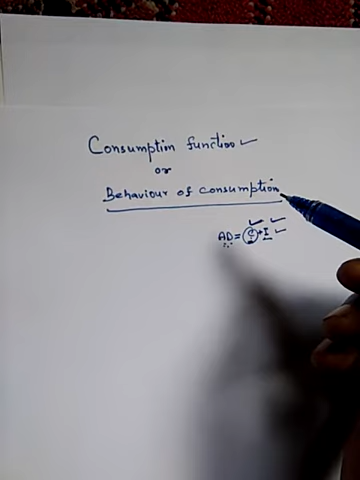 Consumption function ✓
or
Behaviour of consumption
AD = C + I